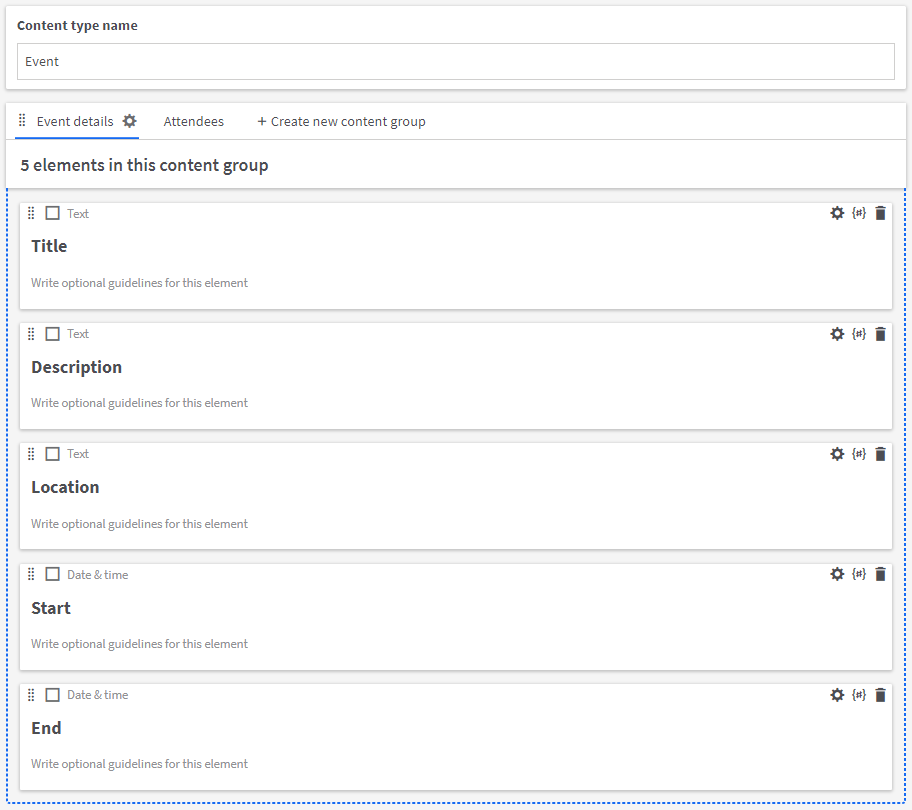 Content type name
Event
Event details
Attendees
+ Create new content group
5 elements in this content group
Text
{#}
Title
Write optional guidelines for this element
Text
{#}
Description
Write optional guidelines for this element
Text
{#}
Location
Write optional guidelines for this element
Date & time
{#}
Start
Write optional guidelines for this element
Date & time
{#}
End
Write optional guidelines for this element